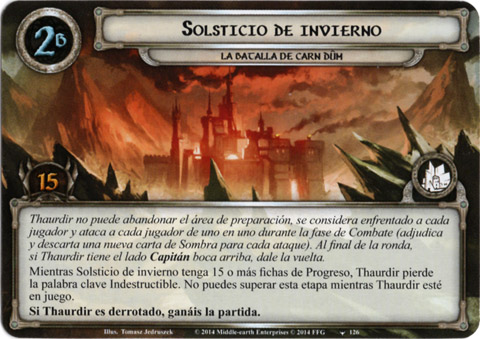 2B
SOLSTICIO DE INVIERNO
LA BATALLA DE CARN DÛM
15
Thaurdir no puede abandonar el área de preparación, se considera enfrentado a cada
jugador y ataca a cada jugador de uno en uno durante la fase de Combate (adjudica
y descarta una nueva carta de Sombra para cada ataque). Al final de la ronda,
si Thaurdir tiene el lado Capitán boca arriba, dale la vuelta.
Mientras Solsticio de invierno tenga 15 o más fichas de Progreso, Thaurdir pierde
la palabra clave Indestructible. No puedes superar esta etapa mientras Thaurdir esté
en juego.
Si Thaurdir es derrotado, ganáis la partida.
Illus. Tomasz Jedruszek © 2014 Middle-earth Enterprises © 2014 FFG 126